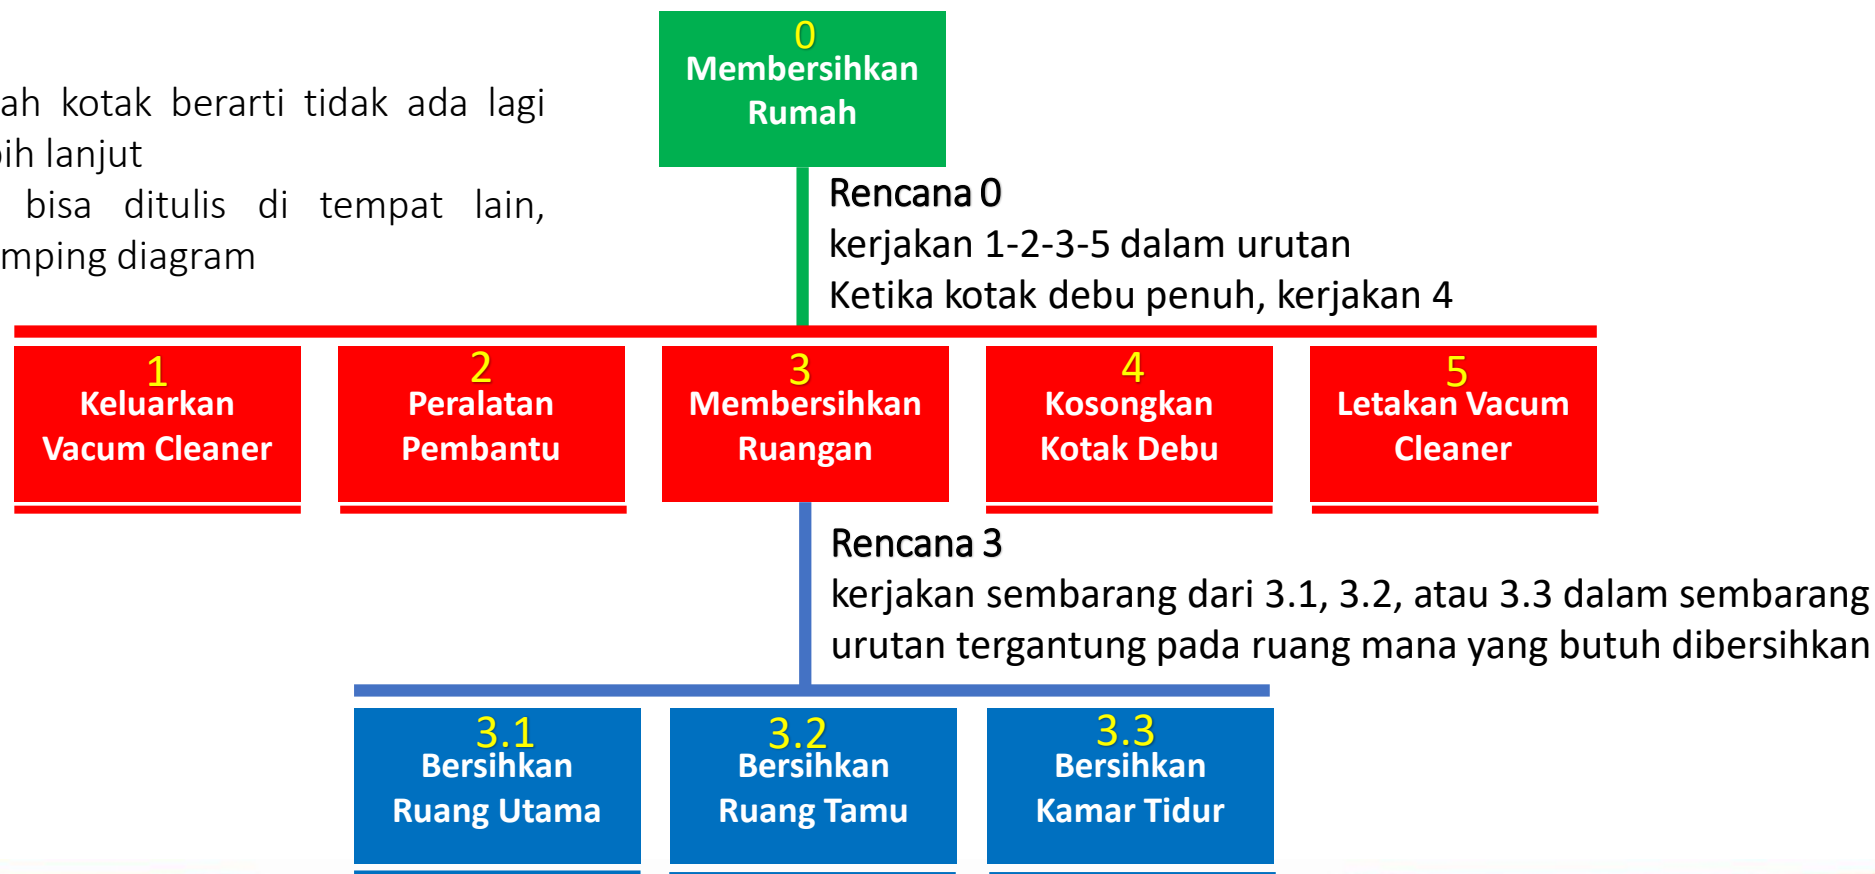 0
Membersihkan
Rumah
ah kotak berarti tidak ada lagi
ih lanjut
bisa ditulis di tempat lain,
mping diagram
Rencana 0
kerjakan 1-2-3-5 dalam urutan
Ketika kotak debu penuh, kerjakan 4
1
Keluarkan
Vacum Cleaner
2
Peralatan
Pembantu
3
Membersihkan
Ruangan
4
Kosongkan
Kotak Debu
5
Letakan Vacum
Cleaner
Rencana 3
kerjakan sembarang dari 3.1, 3.2, atau 3.3 dalam sembarang
urutan tergantung pada ruang mana yang butuh dibersihkan
3.1
Bersihkan
Ruang Utama
3.2
Bersihkan
Ruang Tamu
3.3
Bersihkan
Kamar Tidur